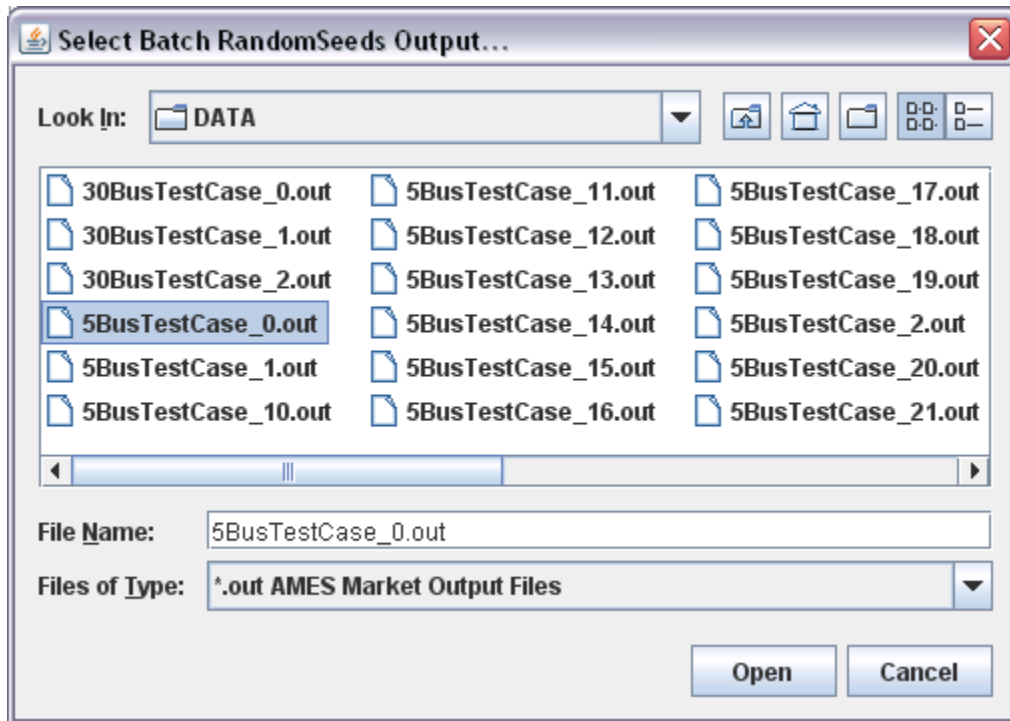 Select Batch RandomSeeds Output...
Look In: DATA
30BusTestCase_0.out 5BusTestCase_11.out 5BusTestCase_17.out
30BusTestCase_1.out 5BusTestCase_12.out 5BusTestCase_18.out
30BusTestCase_2.out 5BusTestCase_13.out 5BusTestCase_19.out
5BusTestCase_0.out 5BusTestCase_14.out 5BusTestCase_2.out
5BusTestCase_1.out 5BusTestCase_15.out 5BusTestCase_20.out
5BusTestCase_10.out 5BusTestCase_16.out 5BusTestCase_21.out
File Name: 5BusTestCase_0.out
Files of Type: *.out AMES Market Output Files
Open Cancel